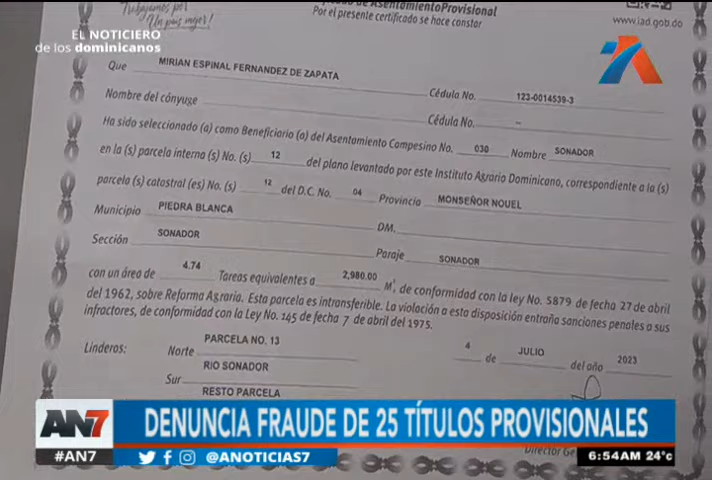 Trabajamos por
Un país mejor!
de Asentamiento Provisional
Por el presente certificado se hace constar
www.iad.gob.do
EL NOTICIERO
de los dominicanos
Que MIRIAN ESPINAL FERNANDEZ DE ZAPATA Cédula No. 123-0014539-3
Nombre del cónyuge Cédula No. --
Ha sido seleccionado (a) como Beneficiario (a) del Asentamiento Campesino No. 030 Nombre SONADOR
en la (s) parcela interna (s) No. (s) 12 del plano levantado por este Instituto Agrario Dominicano, correspondiente a la (s)
parcela (s) catastral (es) No. (s) 12 del D.C. No. 04 Provincia MONSEÑOR NOUEL
Municipio PIEDRA BLANCA DM.
Sección SONADOR Paraje SONADOR
con un área de 4.74 Tareas equivalentes a 2,980.00 M², de conformidad con la ley No. 5879 de fecha 27 de abril
del 1962, sobre Reforma Agraria. Esta parcela es intransferible. La violación a esta disposición entraña sanciones penales a sus
infractores, de conformidad con la Ley No. 145 de fecha 7 de abril del 1975.
Linderos: PARCELA NO. 13 4 de JULIO del año 2023
Norte RIO SONADOR
Sur RESTO PARCELA
Director Ge
AN7 DENUNCIA FRAUDE DE 25 TÍTULOS PROVISIONALES
#AN7 @ANOTICIAS7 6:54AM 24°C